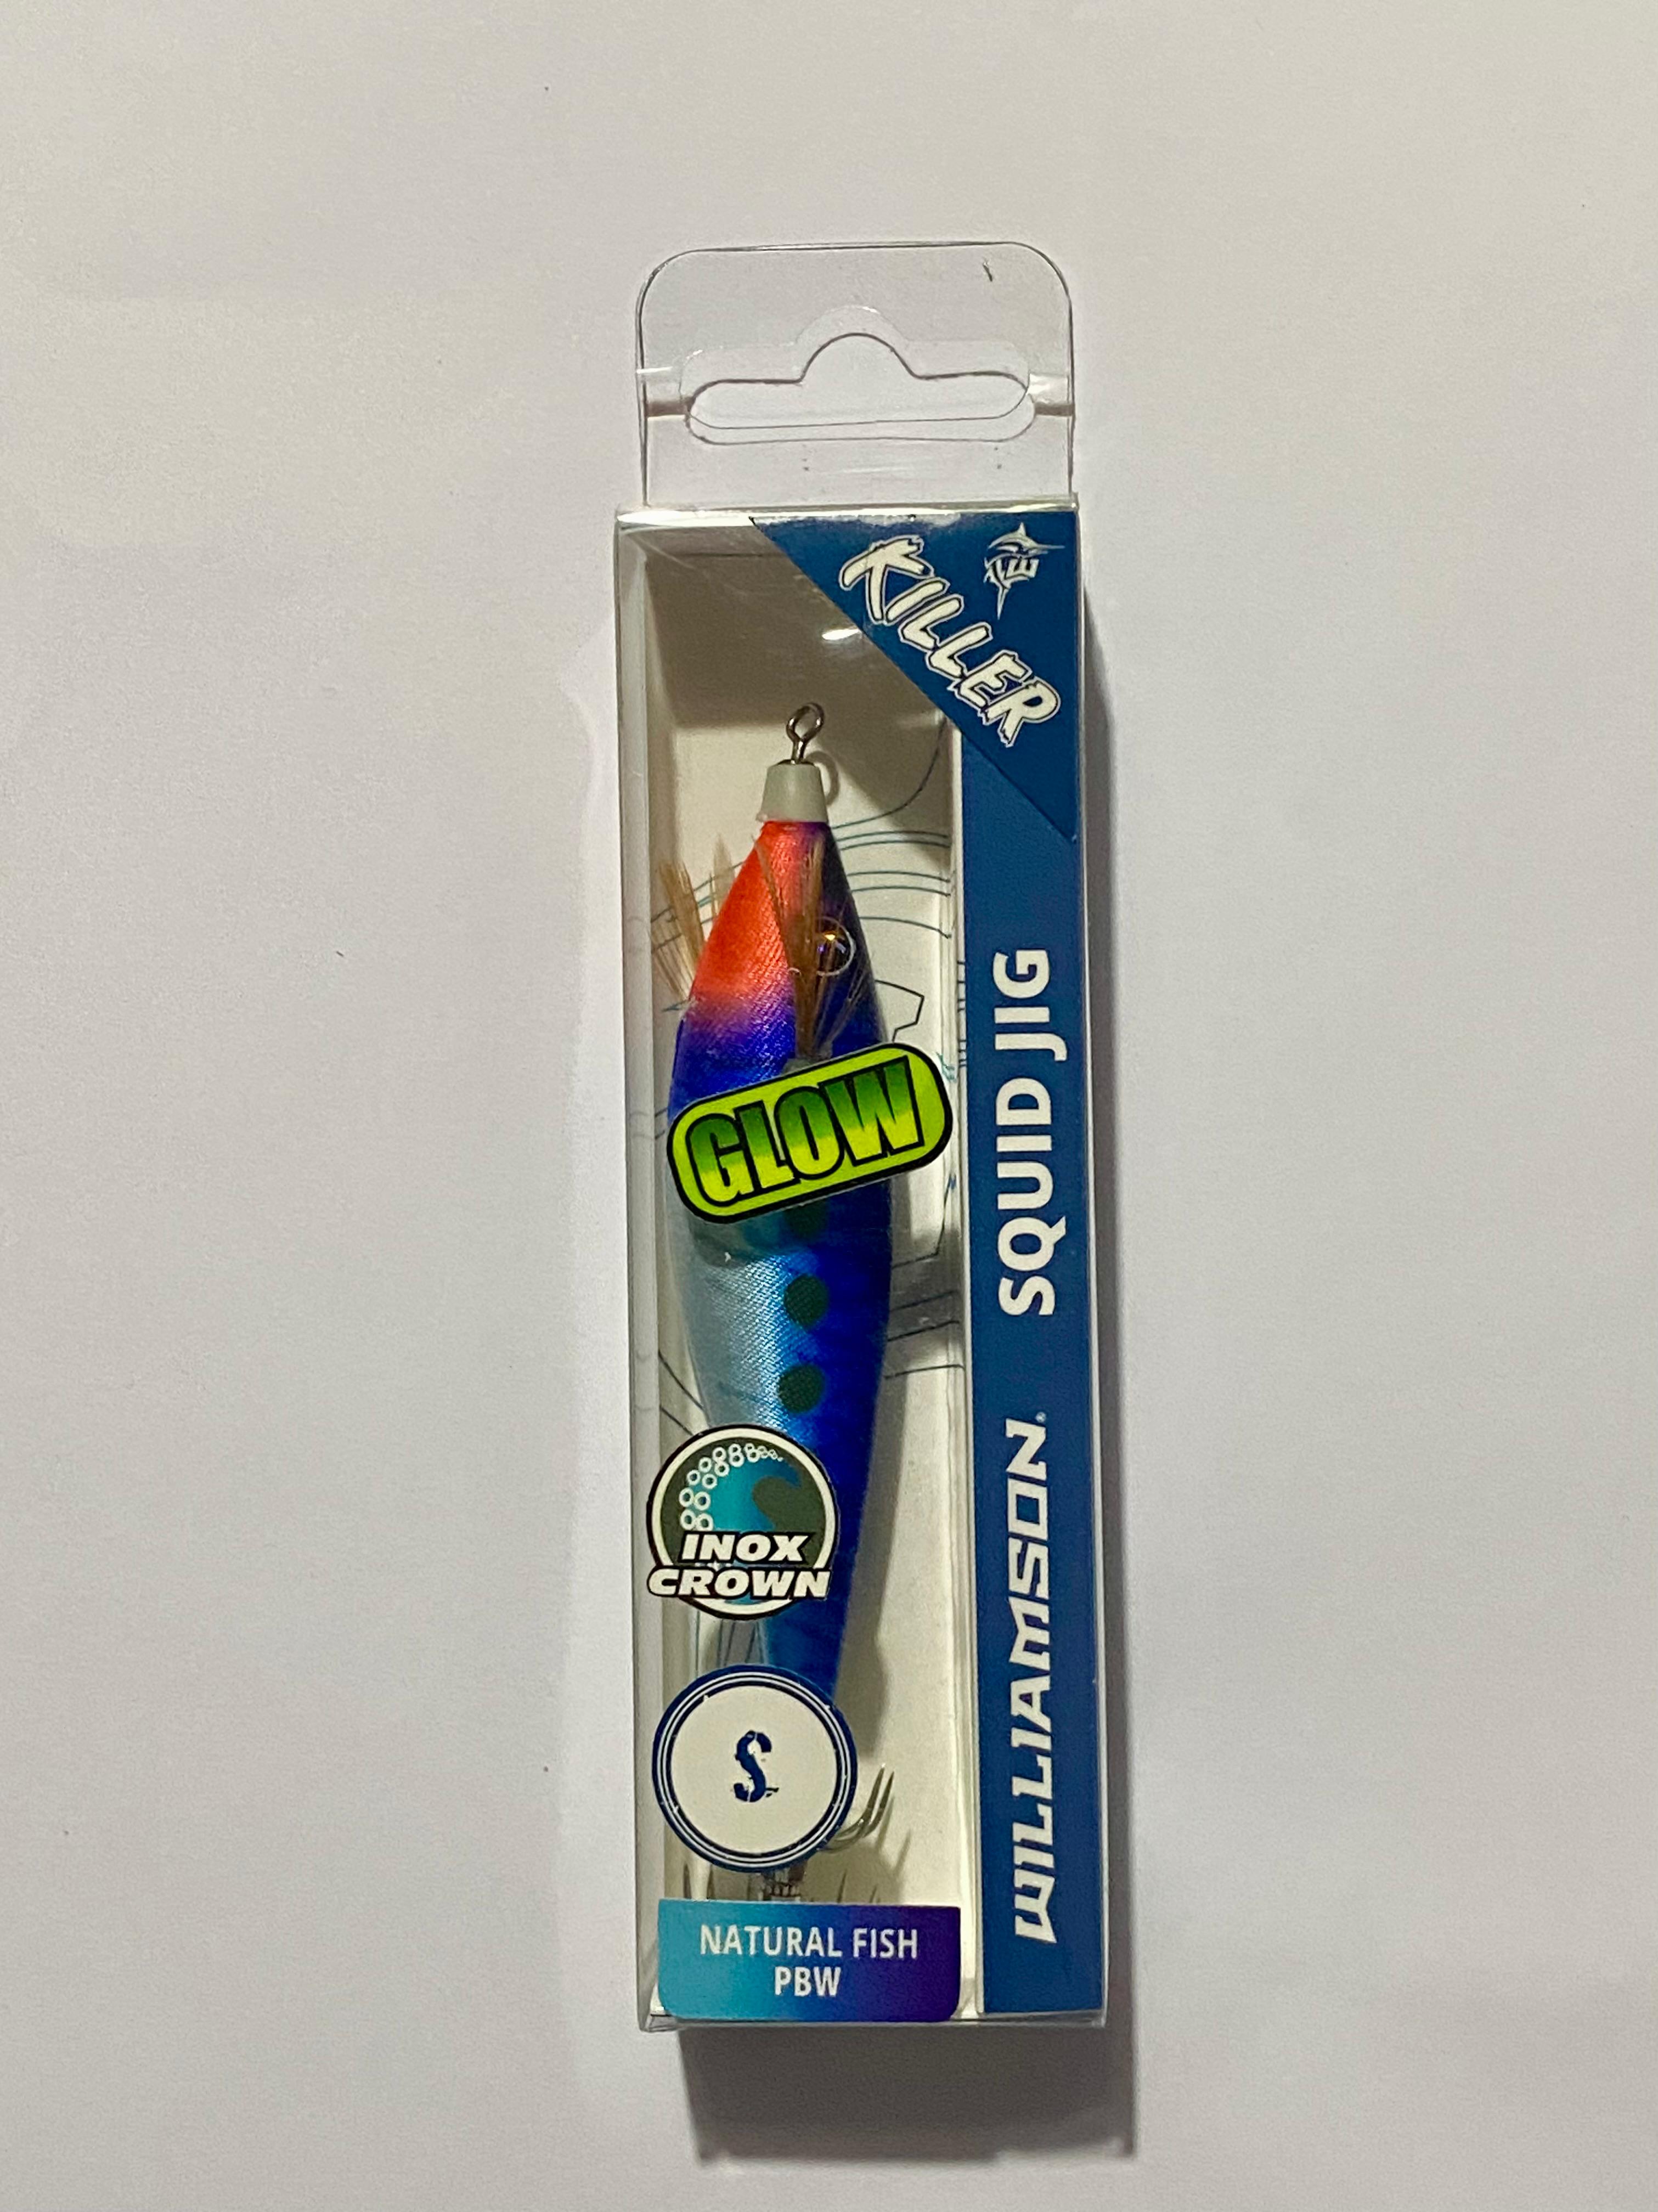 KILLER
SQUID JIG
WILLIAMSON®
GLOW
INOX
CROWN
S
NATURAL FISH
PBW